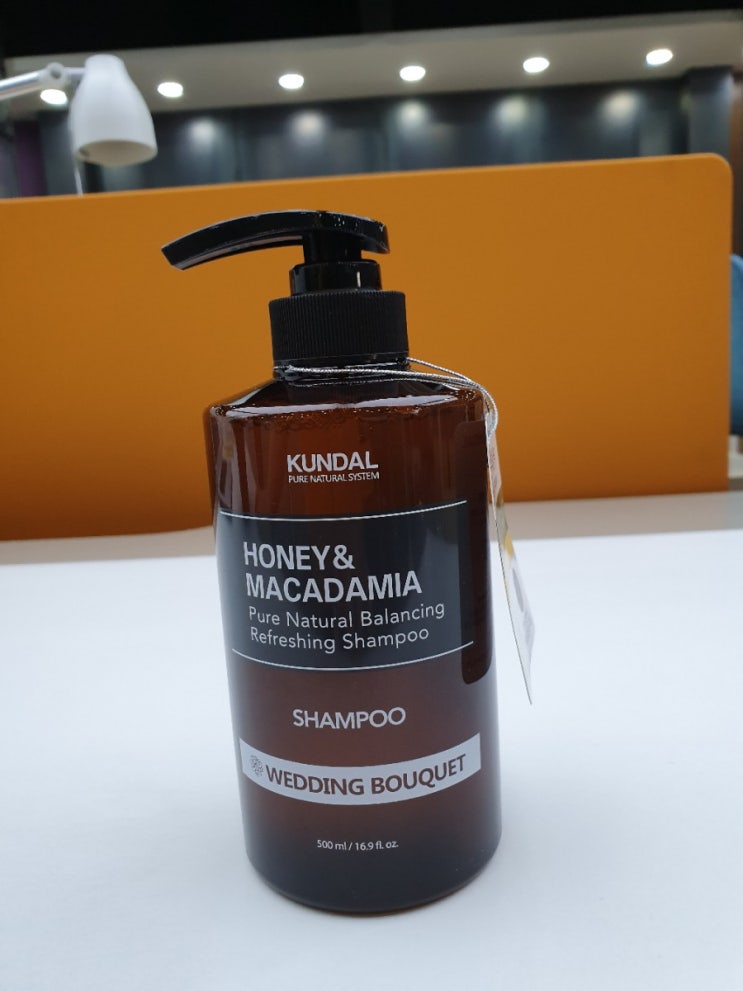 KUNDAL
PURE NATURAL SYSTEM
HONEY&
MACADAMIA
Pure Natural Balancing
Refreshing Shampoo
SHAMPOO
WEDDING BOUQUET
500 ml / 16.9 fl. oz.